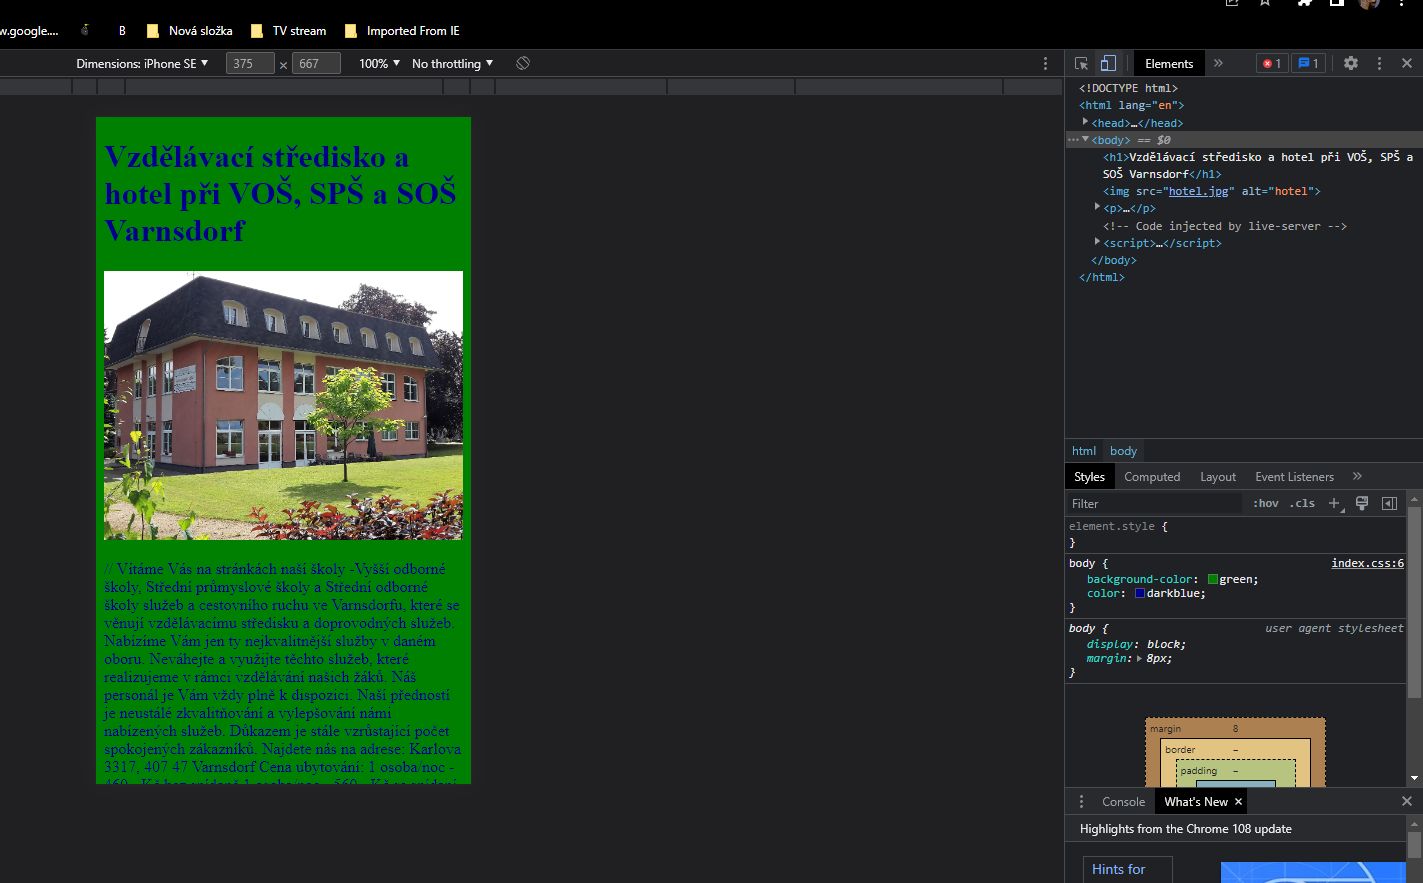 w.google....
B
Nová složka
TV stream
Imported From IE
Dimensions: iPhone SE
375
×
667
100%
No throttling
Elements
1
1
Vzdělávací středisko a
hotel při VOŠ, SPŠ a SOŠ
Varnsdorf
// Vítáme Vás na stránkách naší školy -Vyšší odborné
školy, Střední průmyslové školy a Střední odborné
školy služeb a cestovního ruchu ve Varnsdorfu, které se
věnují vzdělávacímu středisku a doprovodných služeb.
Nabízíme Vám jen ty nejkvalitnější služby v daném
oboru. Neváhejte a využijte těchto služeb, které
realizujeme v rámci vzdělávání našich žáků. Náš
personál je Vám vždy plně k dispozici. Naší předností
je neustálé zkvalitňování a vylepšování námi
nabízených služeb. Důkazem je stále vzrůstající počet
spokojených zákazníků. Najdete nás na adrese: Karlova
3317, 407 47 Varnsdorf Cena ubytování: 1 osoba/noc -
<!DOCTYPE html>
<html lang="en">
<head>…</head>
<body> == $0
<h1>Vzdělávací středisko a hotel při VOŠ, SPŠ a
SOŠ Varnsdorf</h1>
<img src="hotel.jpg" alt="hotel">
<p>…</p>
<!-- Code injected by live-server -->
<script>…</script>
</body>
</html>
html body
Styles Computed Layout Event Listeners
Filter
:hov .cls
element.style {
}
body {
index.css:6
background-color: green;
color: darkblue;
}
body {
user agent stylesheet
display: block;
margin: 8px;
}
margin 8
border –
padding –
Console
What's New
Highlights from the Chrome 108 update
Hints for